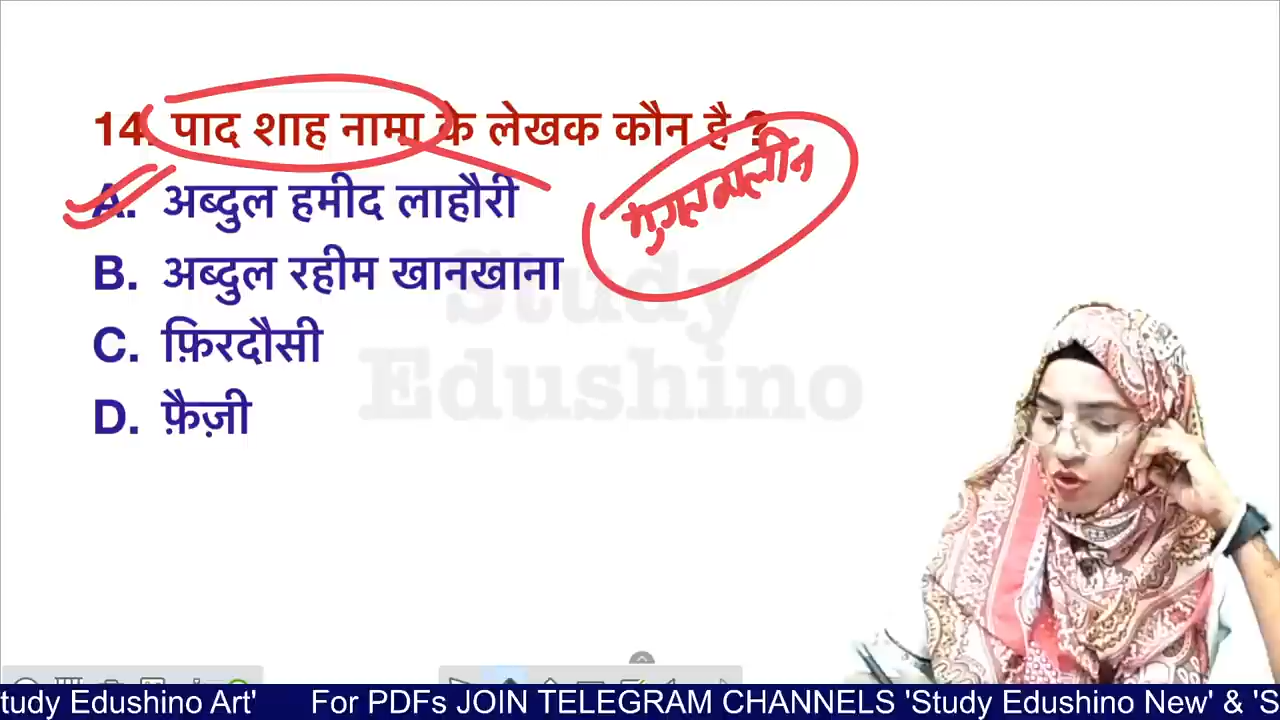 14. पाद शाह नामा के लेखक कौन है ?
A. अब्दुल हमीद लाहौरी
मुगलकालीन
B. अब्दुल रहीम खानखाना
C. फ़िरदौसी
D. फ़ैज़ी
Study
Edushino
tudy Edushino Art' For PDFs JOIN TELEGRAM CHANNELS 'Study Edushino New' & 'S